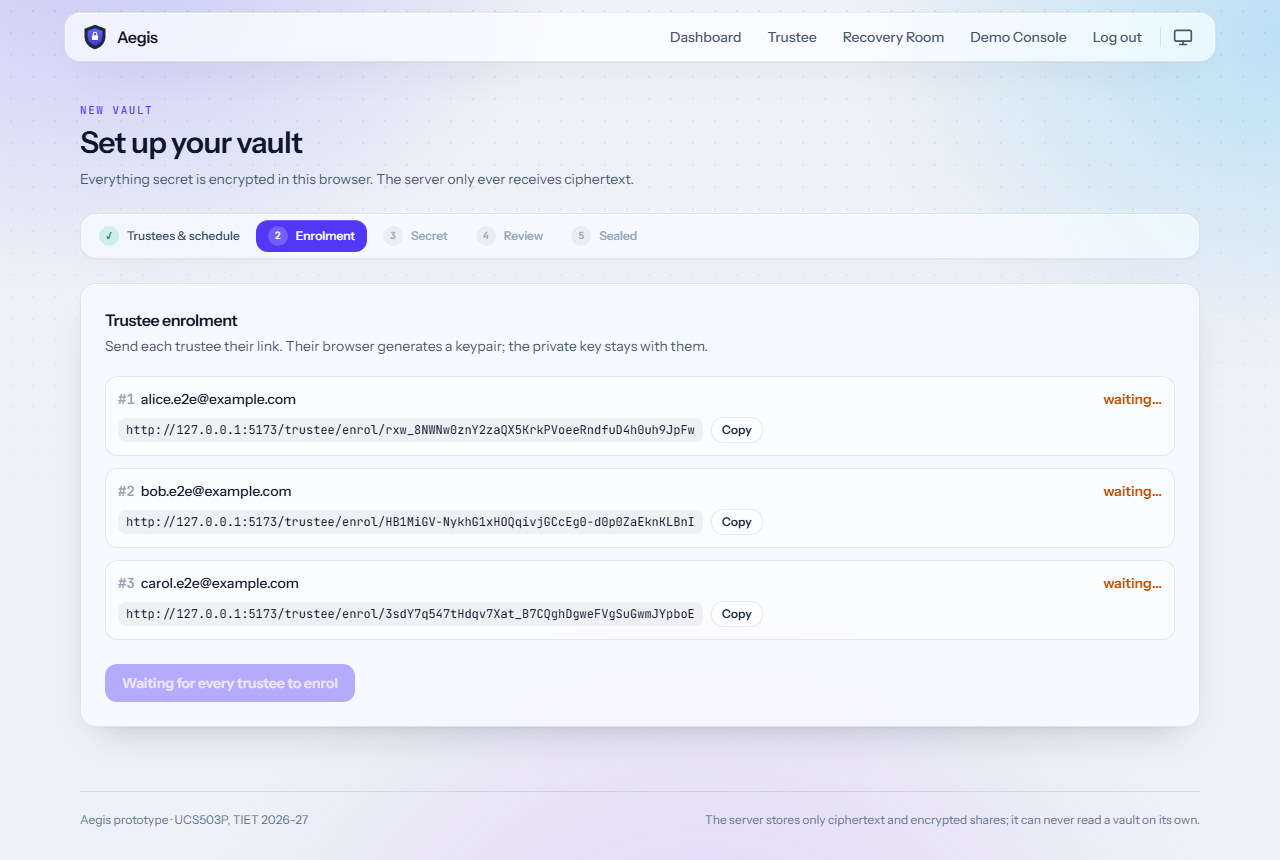 Aegis
Dashboard Trustee Recovery Room Demo Console Log out
NEW VAULT
Set up your vault
Everything secret is encrypted in this browser. The server only ever receives ciphertext.
✓ Trustees & schedule 2 Enrolment 3 Secret 4 Review 5 Sealed
Trustee enrolment
Send each trustee their link. Their browser generates a keypair; the private key stays with them.
#1 alice.e2e@example.com waiting…
http://127.0.0.1:5173/trustee/enrol/rxw_8NWNw0znY2zaQX5KrkPVoeeRndfuD4h0uh9JpFw Copy
#2 bob.e2e@example.com waiting…
http://127.0.0.1:5173/trustee/enrol/HB1MiGV-NykhG1xHOQqivjGCcEg0-d0p0ZaEknKLBnI Copy
#3 carol.e2e@example.com waiting…
http://127.0.0.1:5173/trustee/enrol/3sdY7q547tHdqv7Xat_B7CQghDgweFVgSuGwmJYpboE Copy
Waiting for every trustee to enrol
Aegis prototype · UCS503P, TIET 2026–27
The server stores only ciphertext and encrypted shares; it can never read a vault on its own.